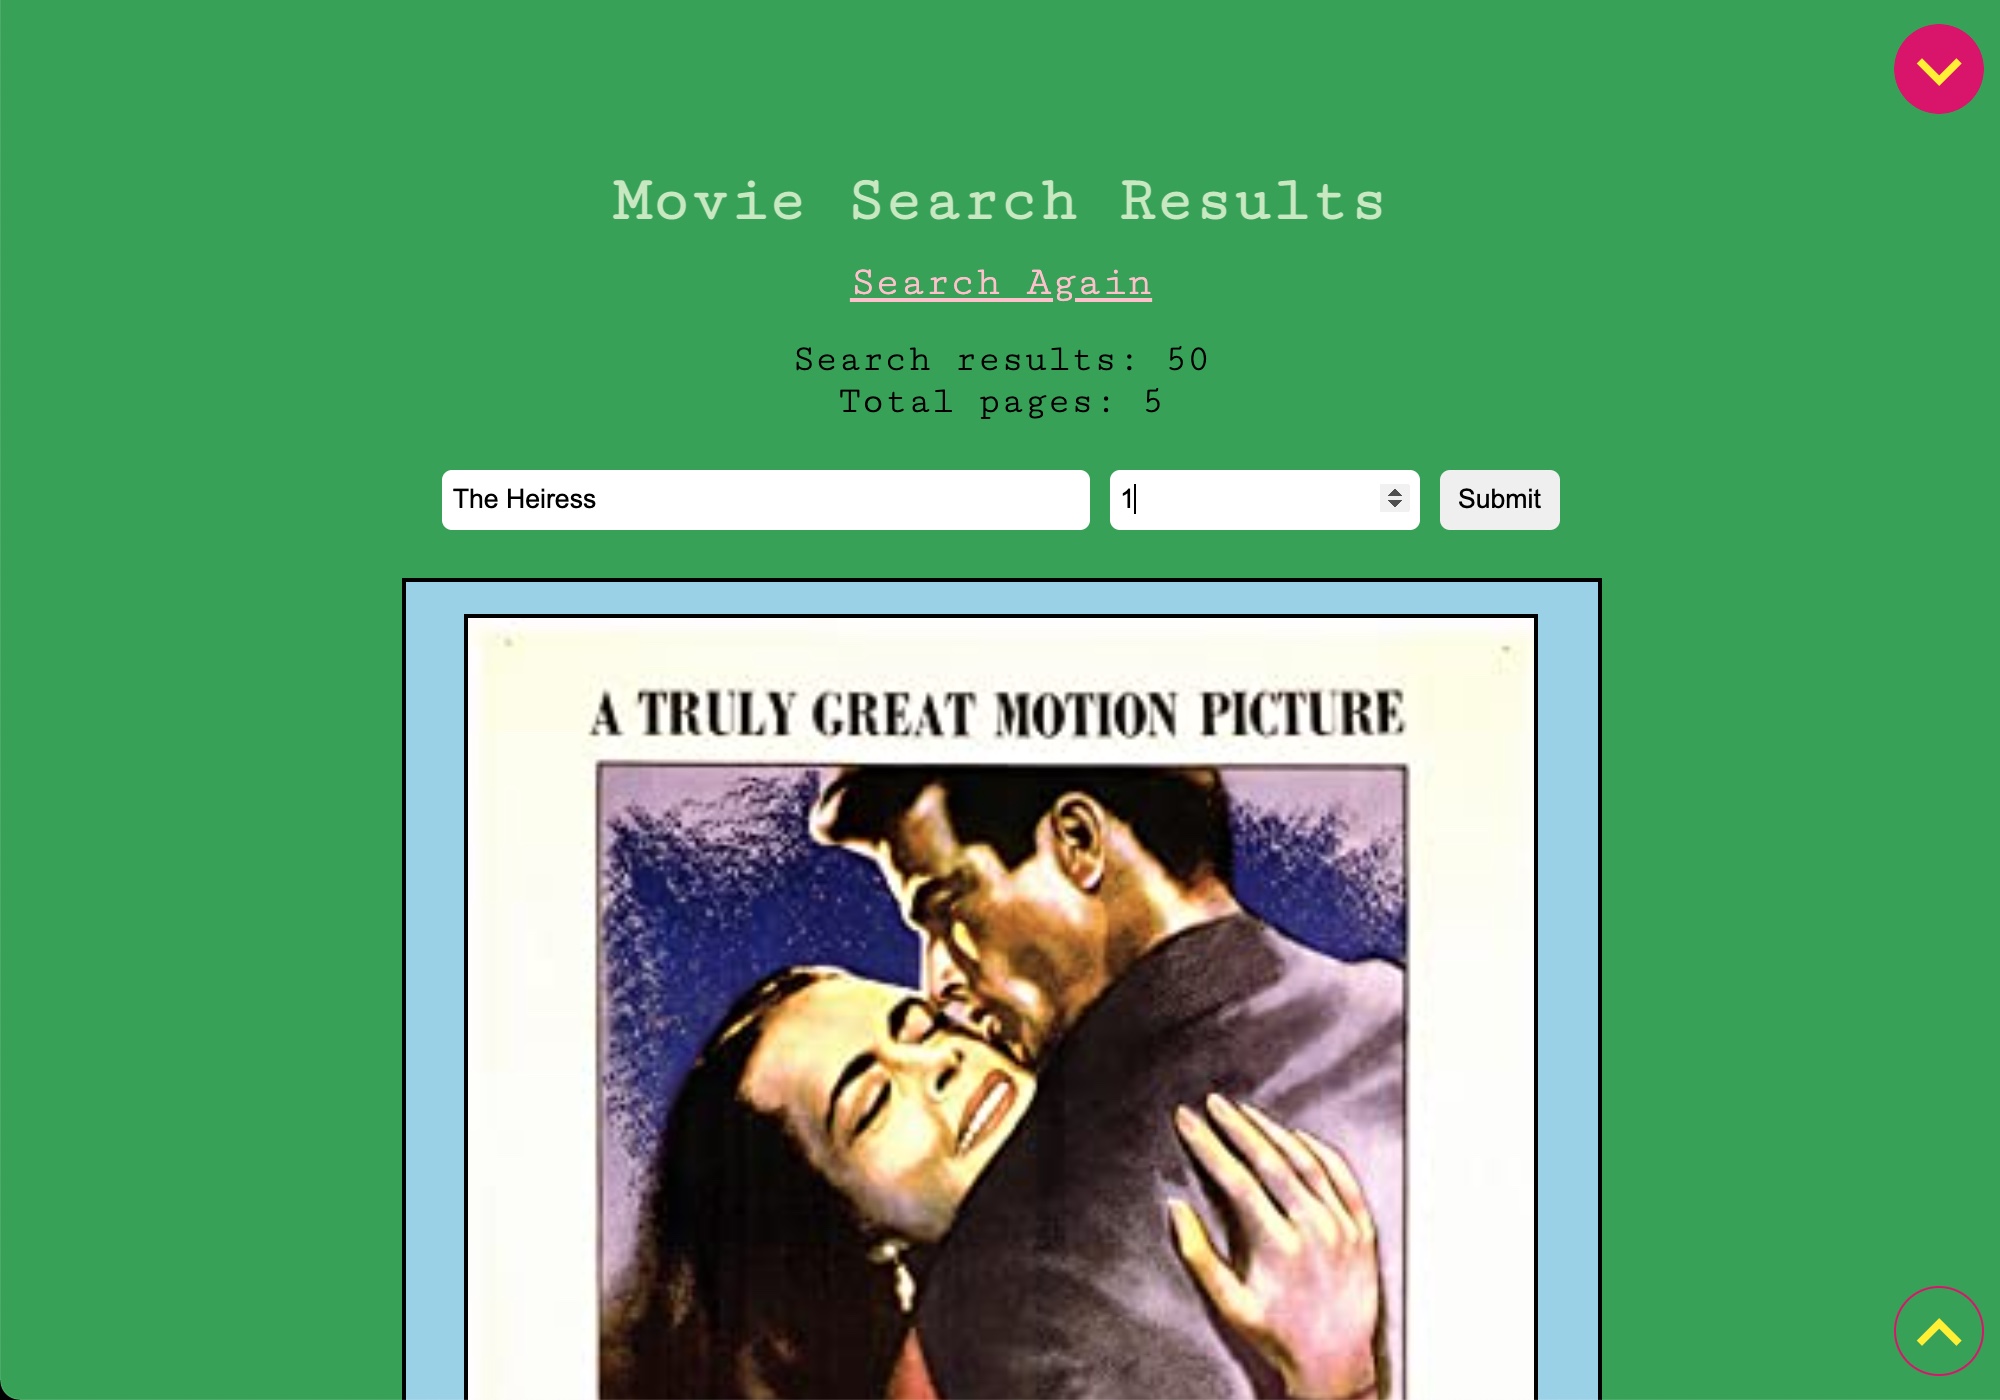 Movie Search Results
Search Again
Search results: 50
Total pages: 5
The Heiress
1
Submit
A TRULY GREAT MOTION PICTURE